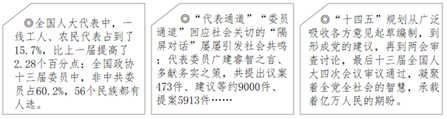 ◎全国人大代表中，一
线工人、农民代表占到了
15.7%，比上一届提高了
2.28个百分点；全国政协
十三届委员中，非中共委
员占60.2%，56个民族都有
人选。
◎“代表通道”“委员
通道”回应社会关切的“隔
屏对话”屡屡引发社会共鸣
；代表委员广建睿智之言、
多献务实之策，共提出议案
473件、建议等约9000件、
提案5913件……
◎“十四五”规划从广泛
吸收各方意见起草编制，到
形成党的建议，再到两会审
查讨论，最后十三届全国人
大四次会议审议通过，凝聚
着全党全社会的智慧，承载
着亿万人民的期盼。